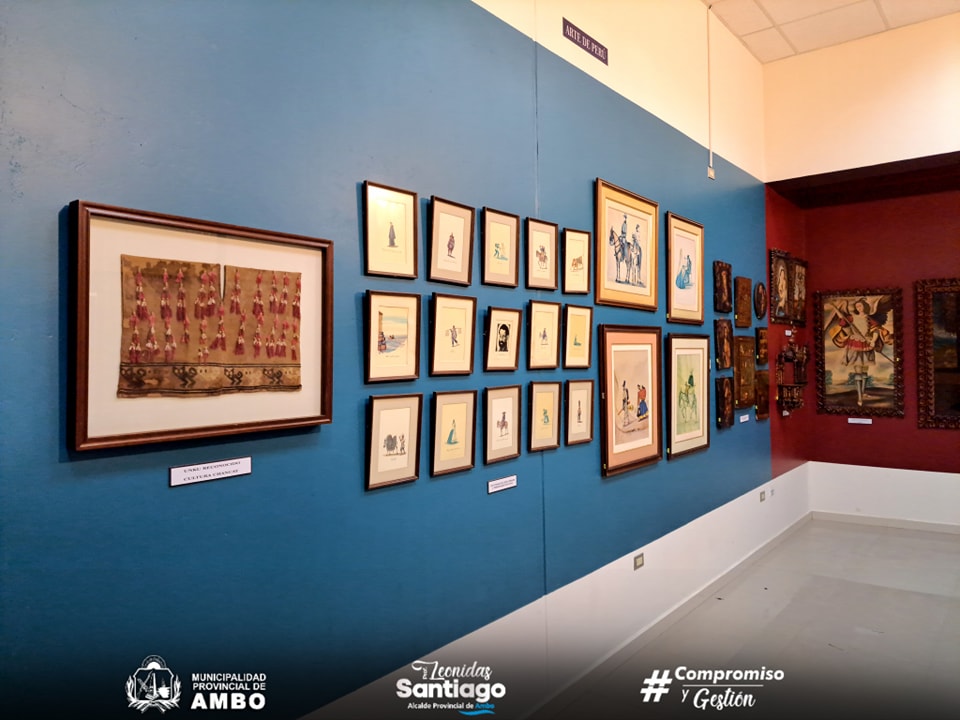 ARTE DE PERÚ
UNKU RECONOCIDO
CULTURA CHANCAY
MUNICIPALIDAD
PROVINCIAL DE
AMBO
Leonidas
Santiago
Alcalde Provincial de Ambo
#Compromiso
y Gestión